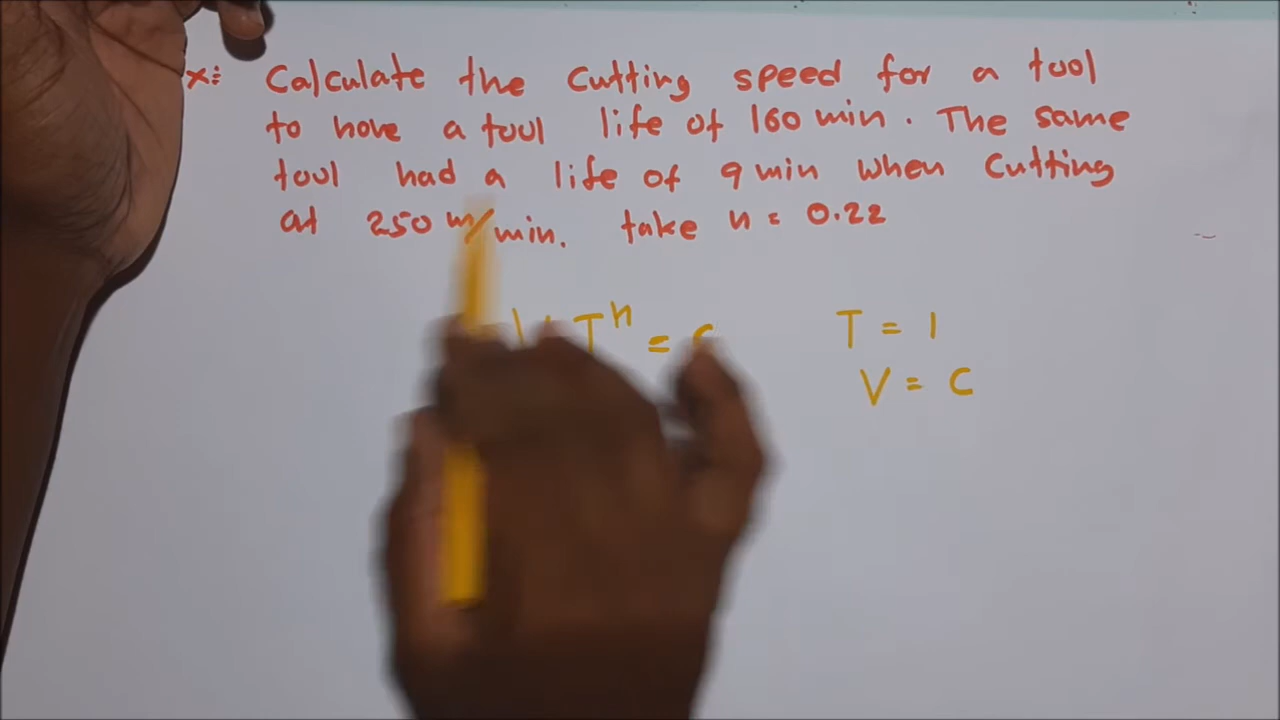 x:- Calculate the cutting speed for a tool
to have a tool life of 160 min. The same
tool had a life of 9 min when cutting
at 250 m/min. take n = 0.22
T^n = C T = 1
V = C